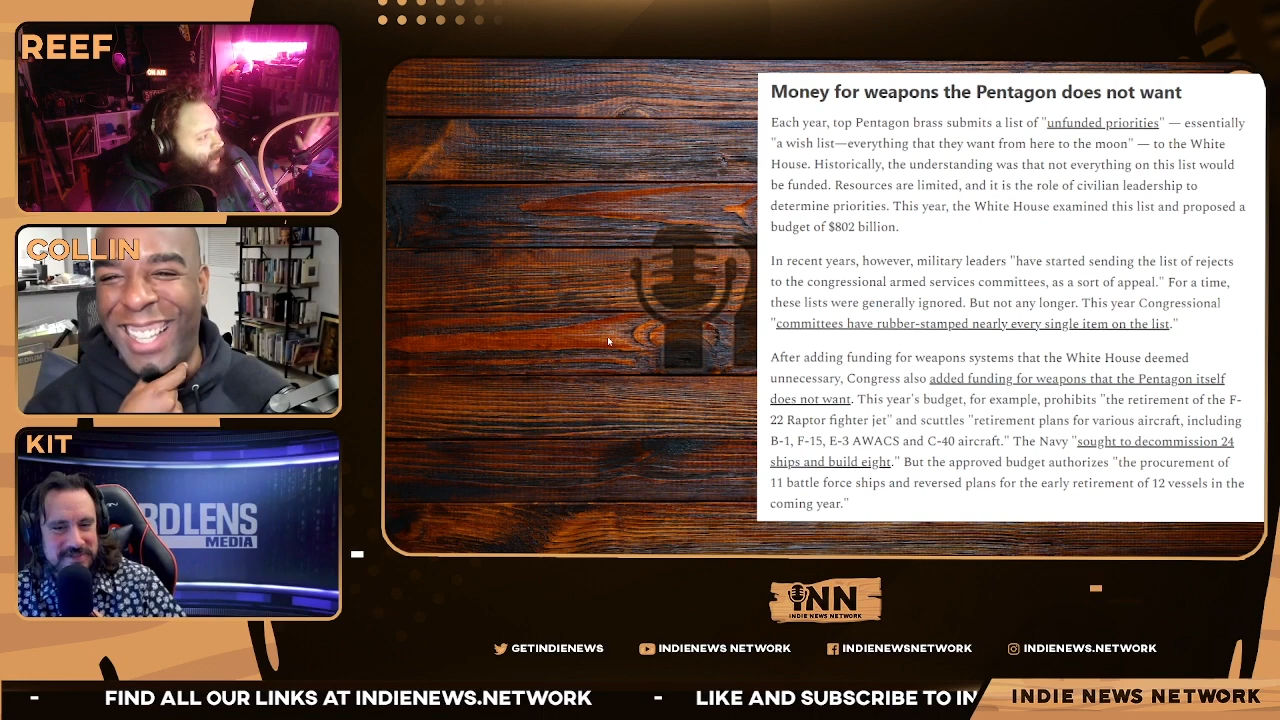 REEF
ON AIR
COLLIN
KIT
RDLENS
MEDIA
Money for weapons the Pentagon does not want
Each year, top Pentagon brass submits a list of "unfunded priorities" — essentially
"a wish list—everything that they want from here to the moon" — to the White
House. Historically, the understanding was that not everything on this list would
be funded. Resources are limited, and it is the role of civilian leadership to
determine priorities. This year, the White House examined this list and proposed a
budget of $802 billion.
In recent years, however, military leaders "have started sending the list of rejects
to the congressional armed services committees, as a sort of appeal." For a time,
these lists were generally ignored. But not any longer. This year Congressional
"committees have rubber-stamped nearly every single item on the list."
After adding funding for weapons systems that the White House deemed
unnecessary, Congress also added funding for weapons that the Pentagon itself
does not want. This year's budget, for example, prohibits "the retirement of the F-
22 Raptor fighter jet" and scuttles "retirement plans for various aircraft, including
B-1, F-15, E-3 AWACS and C-40 aircraft." The Navy "sought to decommission 24
ships and build eight." But the approved budget authorizes "the procurement of
11 battle force ships and reversed plans for the early retirement of 12 vessels in the
coming year."
INN
INDIE NEWS NETWORK
GETINDIENEWS
INDIENEWS NETWORK
INDIENEWSNETWORK
INDIENEWS.NETWORK
- FIND ALL OUR LINKS AT INDIENEWS.NETWORK - LIKE AND SUBSCRIBE TO IN
INDIE NEWS NETWORK